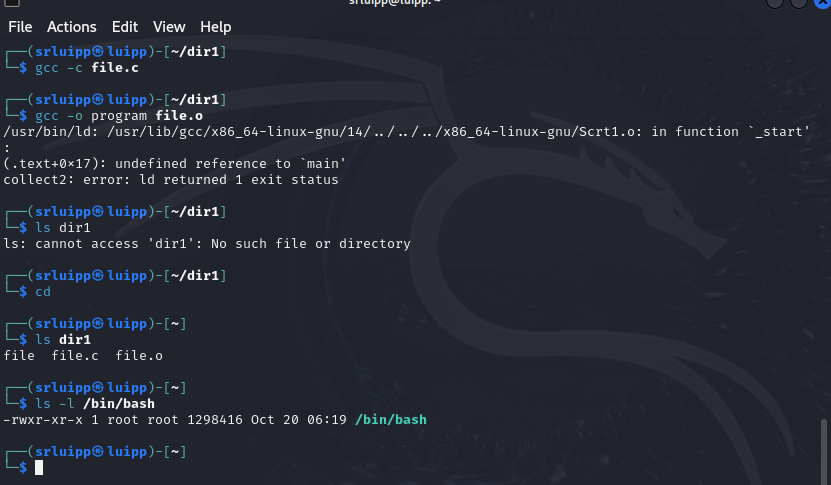 srluipp@luipp: ~
File Actions Edit View Help
┌──(srluipp㉿luipp)-[~/dir1]
└─$ gcc -c file.c
┌──(srluipp㉿luipp)-[~/dir1]
└─$ gcc -o program file.o
/usr/bin/ld: /usr/lib/gcc/x86_64-linux-gnu/14/../../../x86_64-linux-gnu/Scrt1.o: in function `_start'
:
(.text+0×17): undefined reference to `main'
collect2: error: ld returned 1 exit status
┌──(srluipp㉿luipp)-[~/dir1]
└─$ ls dir1
ls: cannot access 'dir1': No such file or directory
┌──(srluipp㉿luipp)-[~/dir1]
└─$ cd
┌──(srluipp㉿luipp)-[~]
└─$ ls dir1
file  file.c  file.o
┌──(srluipp㉿luipp)-[~]
└─$ ls -l /bin/bash
-rwxr-xr-x 1 root root 1298416 Oct 20 06:19 /bin/bash
┌──(srluipp㉿luipp)-[~]
└─$